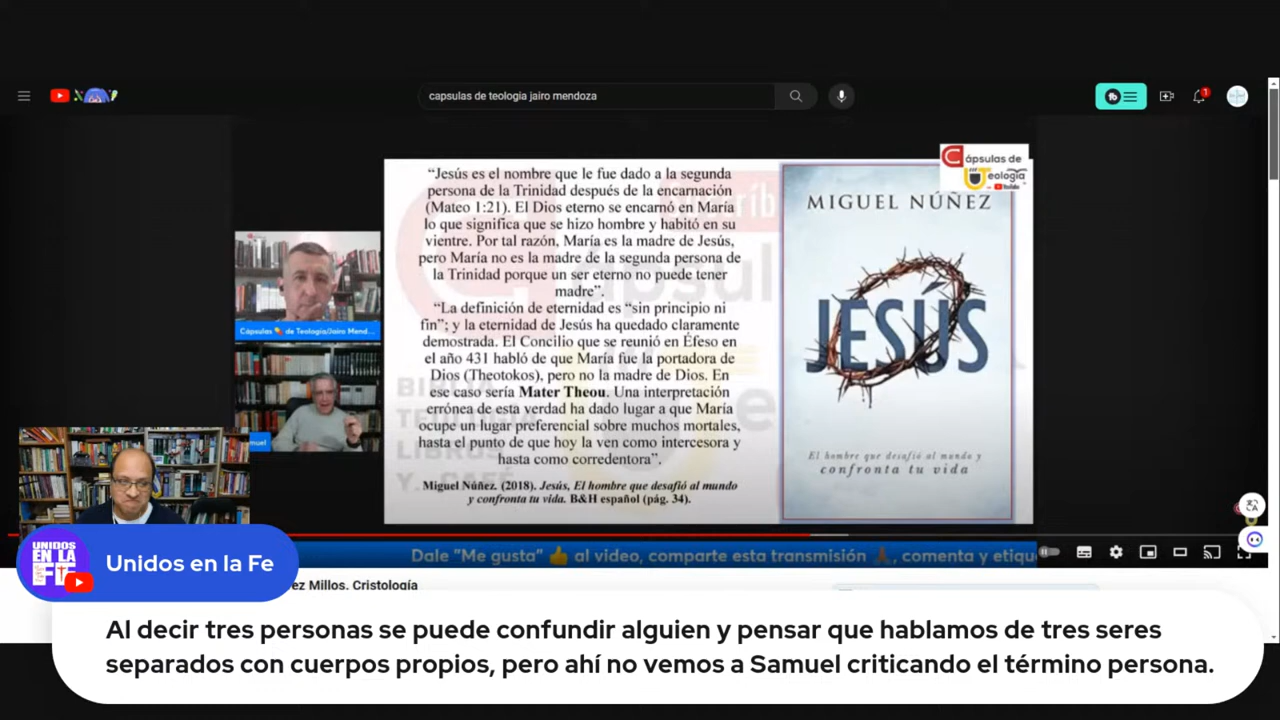 capsulas de teologia jairo mendoza
1
Cápsulas de
Teología
YouTube
“Jesús es el nombre que le fue dado a la segunda
persona de la Trinidad después de la encarnación
(Mateo 1:21). El Dios eterno se encarnó en María
lo que significa que se hizo hombre y habitó en su
vientre. Por tal razón, María es la madre de Jesús,
pero María no es la madre de la segunda persona de
la Trinidad porque un ser eterno no puede tener
madre”.
“La definición de eternidad es “sin principio ni
fin”; y la eternidad de Jesús ha quedado claramente
demostrada. El Concilio que se reunió en Éfeso en
el año 431 habló de que María fue la portadora de
Dios (Theotokos), pero no la madre de Dios. En
ese caso sería Mater Theou. Una interpretación
errónea de esta verdad ha dado lugar a que María
ocupe un lugar preferencial sobre muchos mortales,
hasta el punto de que hoy la ven como intercesora y
hasta como corredentora”.
Miguel Núñez. (2018). Jesús, El hombre que desafió al mundo
y confronta tu vida. B&H español (pág. 34).
MIGUEL NÚÑEZ
JESÚS
El hombre que desafió al mundo y
confronta tu vida
Cápsulas de Teología/Jairo Mend...
muel
Dale "Me gusta" al video, comparte esta transmisión, comenta y etique
ez Millos. Cristología
UNIDOS
EN LA
FE
Unidos en la Fe
Al decir tres personas se puede confundir alguien y pensar que hablamos de tres seres
separados con cuerpos propios, pero ahí no vemos a Samuel criticando el término persona.